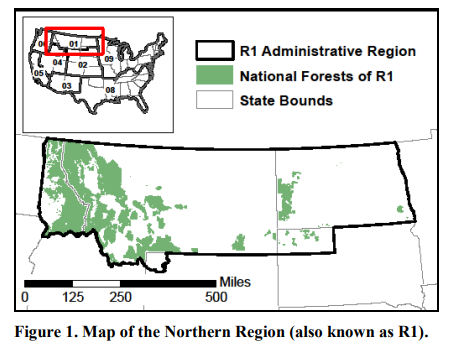 01
0
04
02
09
05
03
08
R1 Administrative Region
National Forests of R1
State Bounds
Miles
0 125 250 500
Figure 1. Map of the Northern Region (also known as R1).